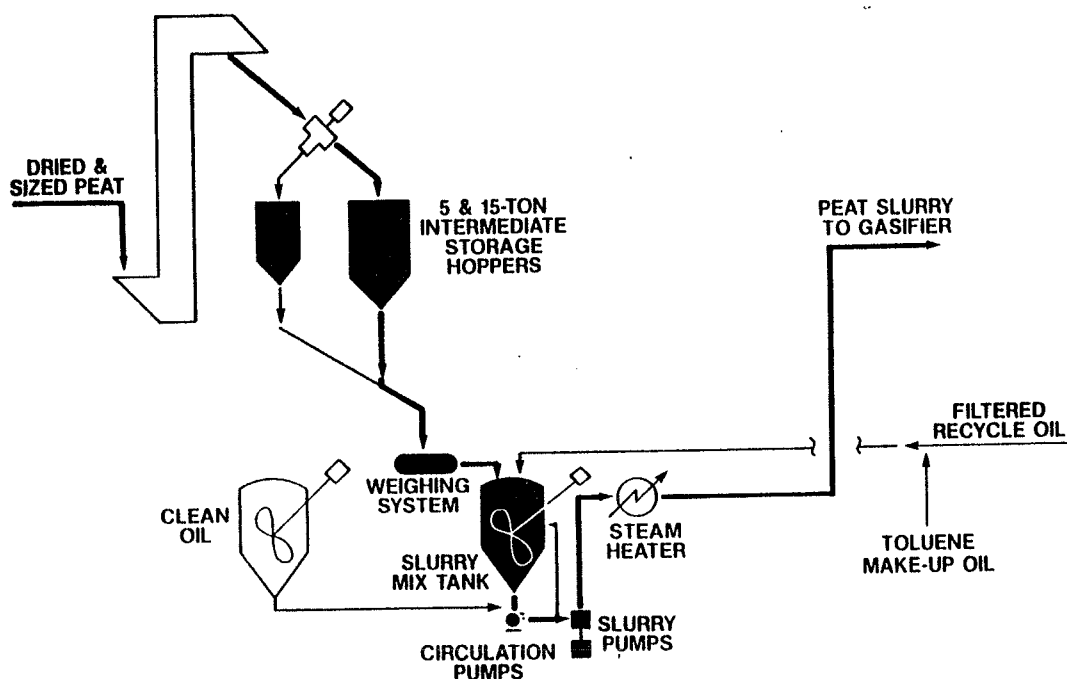 DRIED &
SIZED PEAT
5 & 15-TON
INTERMEDIATE
STORAGE
HOPPERS
PEAT SLURRY
TO GASIFIER
FILTERED
RECYCLE OIL
WEIGHING
SYSTEM
CLEAN
OIL
STEAM
HEATER
TOLUENE
MAKE-UP OIL
SLURRY
MIX TANK
SLURRY
PUMPS
CIRCULATION
PUMPS